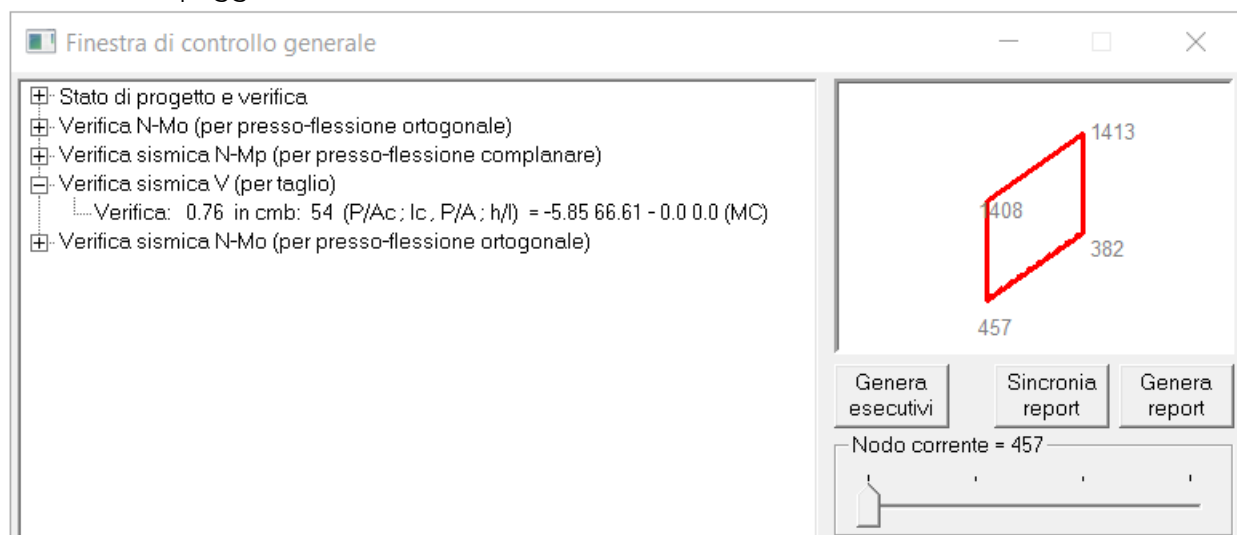 Finestra di controllo generale
Stato di progetto e verifica
Verifica N-Mo (per presso-flessione ortogonale)
Verifica sismica N-Mp (per presso-flessione complanare)
Verifica sismica V (per taglio)
Verifica: 0.76 in cmb: 54 (P/Ac ; lc , P/A ; h/l) = -5.85 66.61 - 0.0 0.0 (MC)
Verifica sismica N-Mo (per presso-flessione ortogonale)
1413
1408
382
457
Genera esecutivi
Sincronia report
Genera report
Nodo corrente = 457